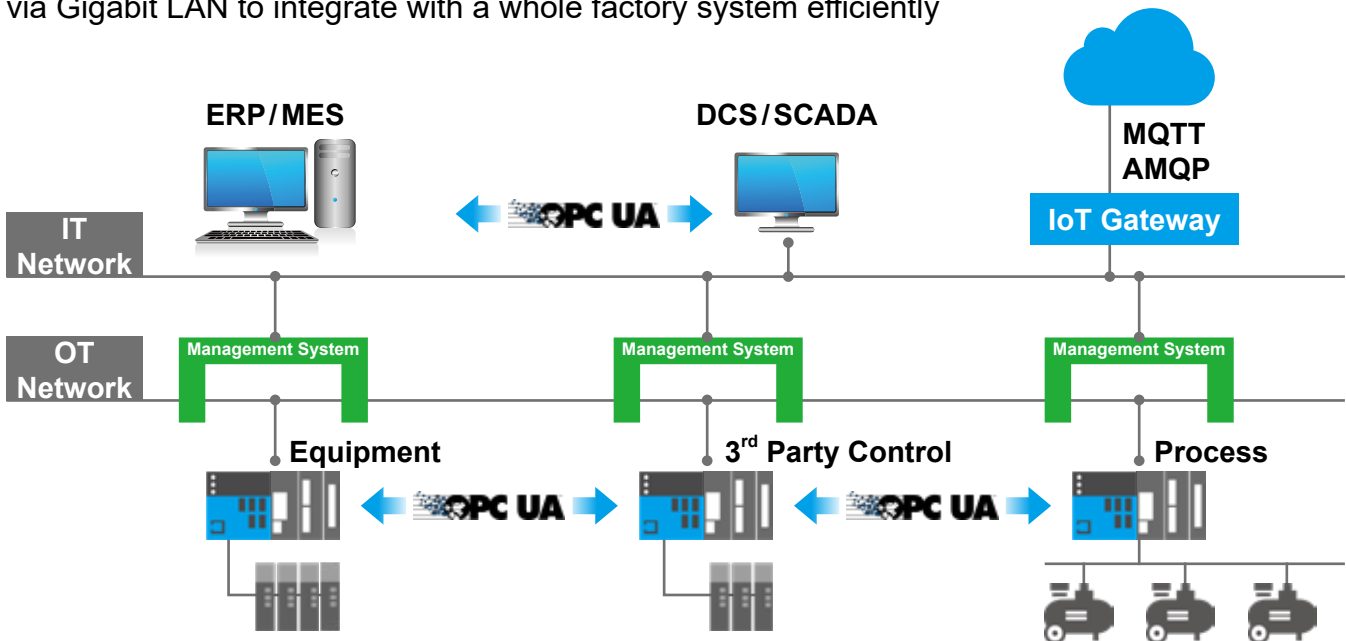 via Gigabit LAN to integrate with a whole factory system efficiently
ERP/MES
DCS/SCADA
MQTT
AMQP
OPC UA
IoT Gateway
IT
Network
OT
Network
Management System
Management System
Management System
Equipment
3rd Party Control
Process
OPC UA
OPC UA